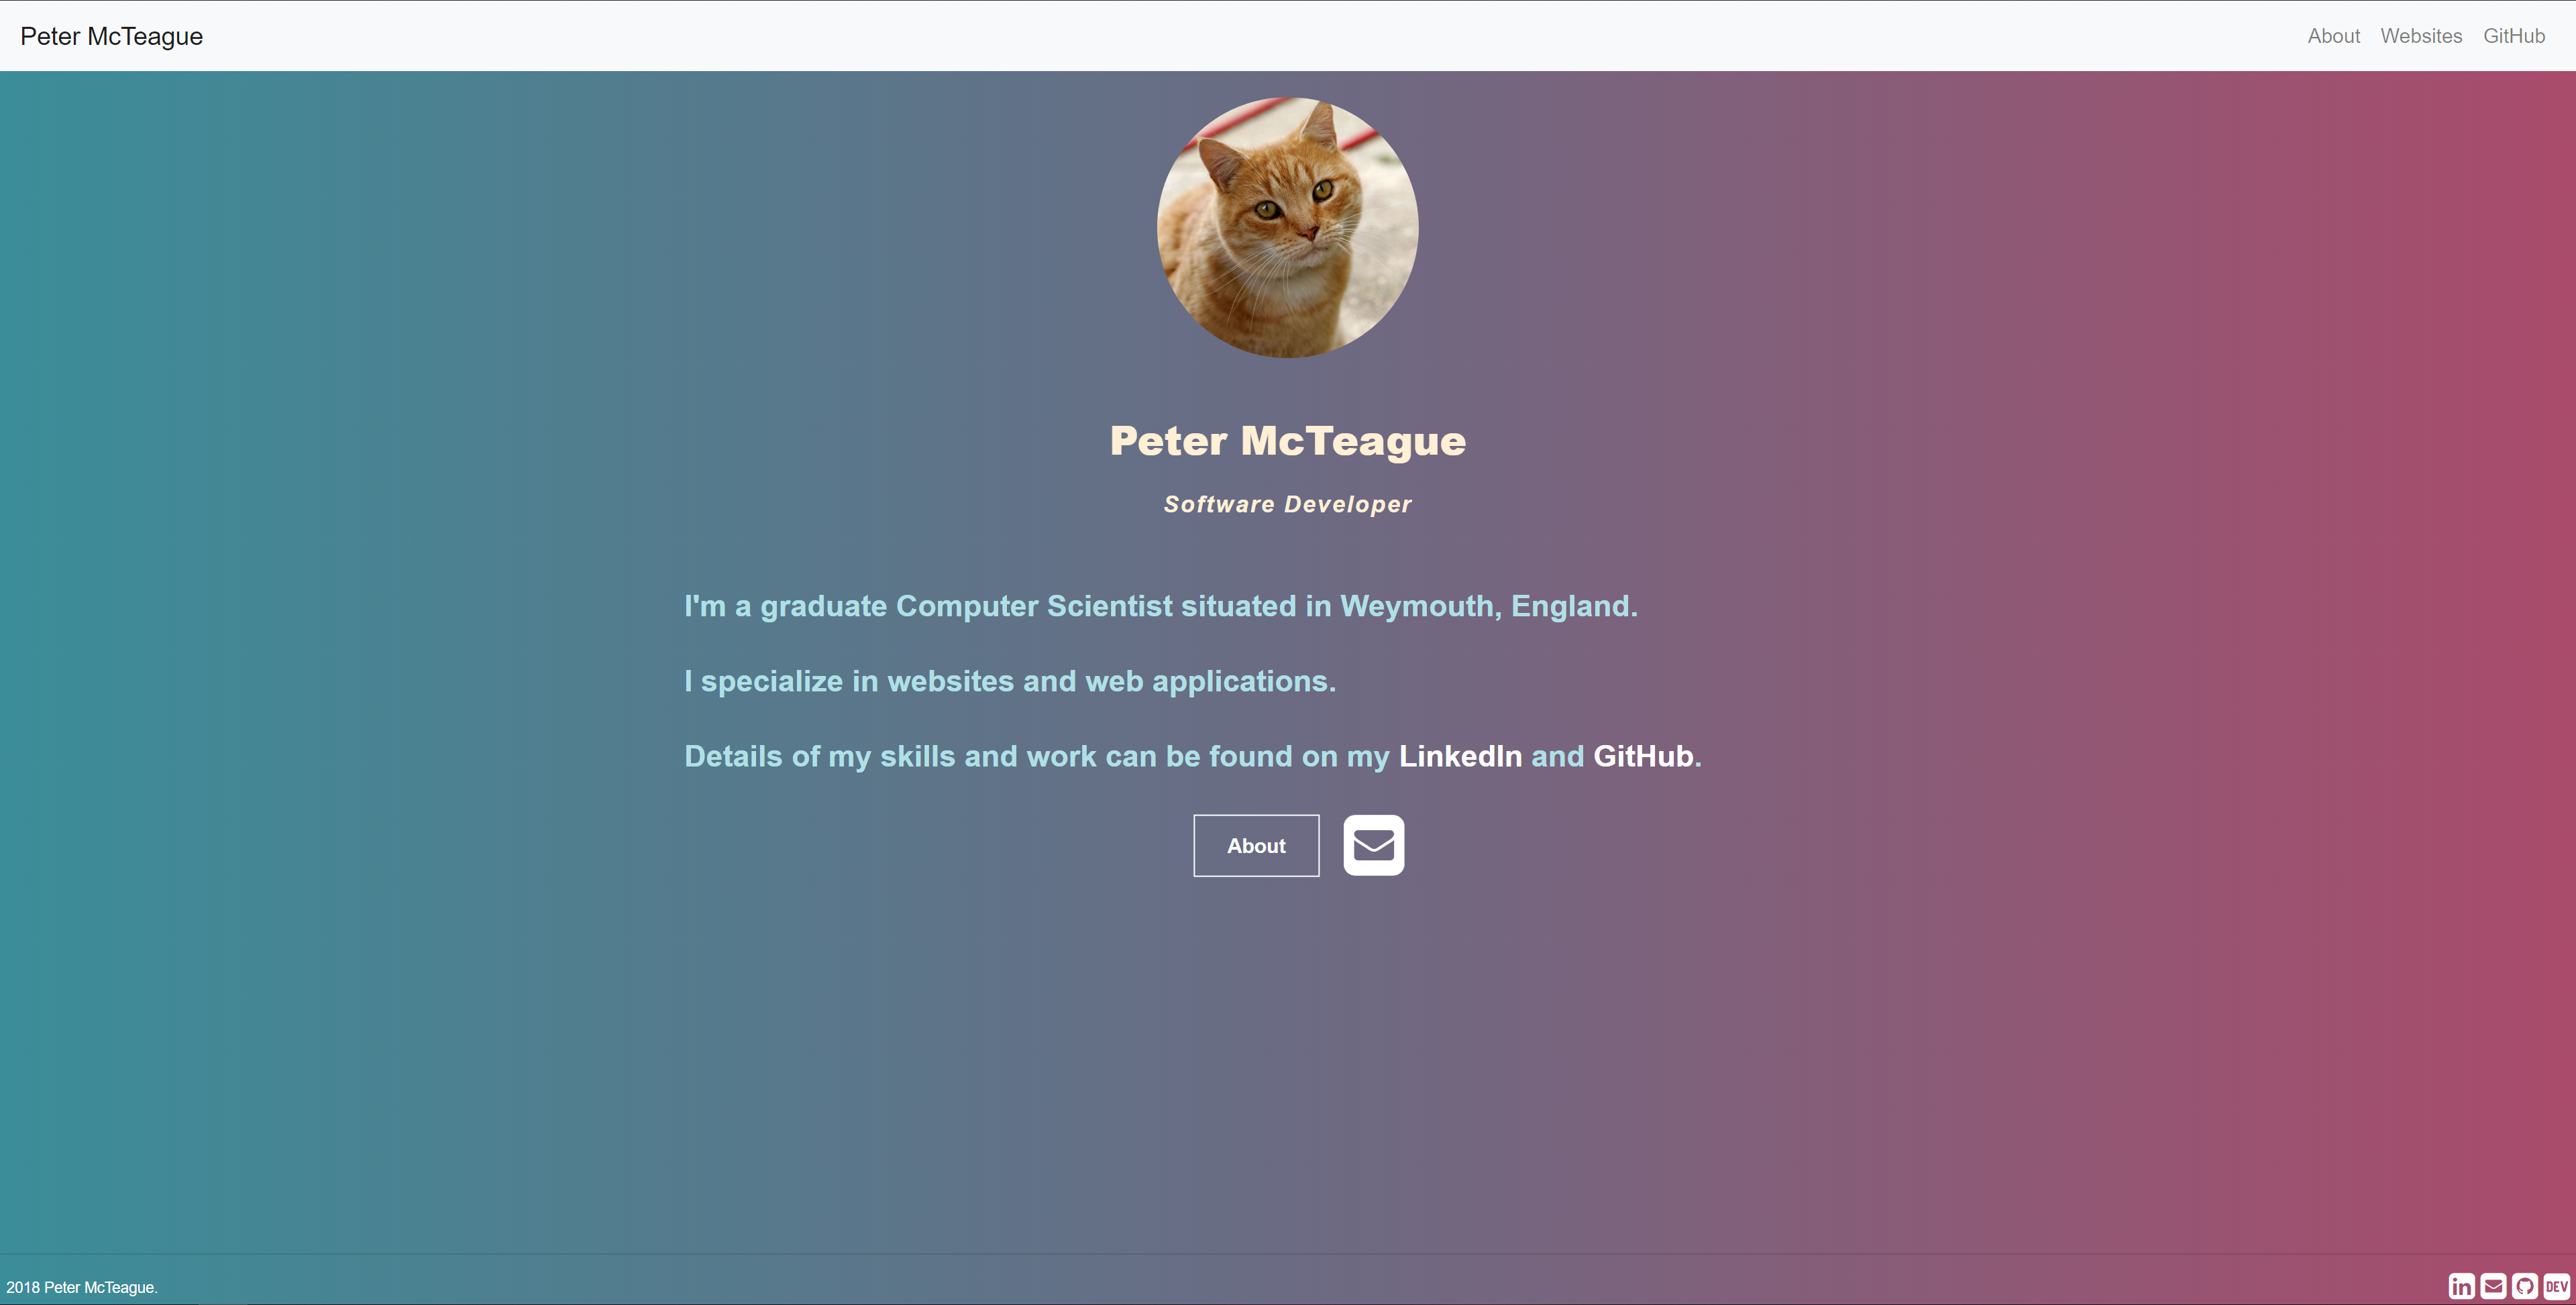 Peter McTeague
About Websites GitHub
Peter McTeague
Software Developer
I'm a graduate Computer Scientist situated in Weymouth, England.
I specialize in websites and web applications.
Details of my skills and work can be found on my LinkedIn and GitHub.
About
2018 Peter McTeague.
in
DEV